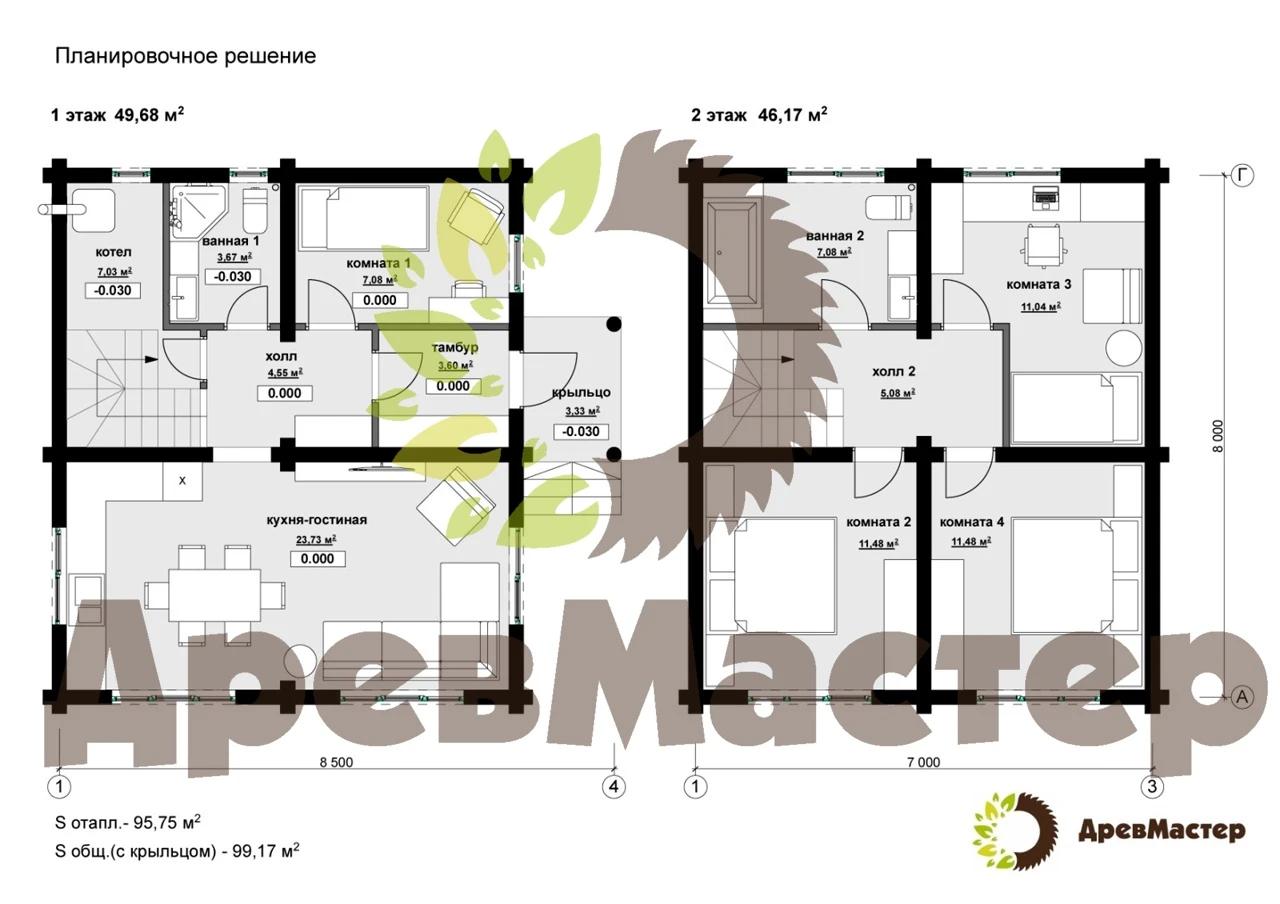 Планировочное решение
1 этаж 49,68 м²
2 этаж 46,17 м²
котел
7,03 м²
-0.030
ванная 1
3,67 м²
-0.030
комната 1
7,08 м²
0.000
холл
4,55 м²
0.000
тамбур
3,60 м²
0.000
крыльцо
3,33 м²
-0.030
x
кухня-гостиная
23,73 м²
0.000
ванная 2
7,08 м²
комната 3
11,04 м²
холл 2
5,08 м²
комната 2
11,48 м²
комната 4
11,48 м²
Г
8 000
А
ДревМастер
8 500
1
4
7 000
1
3
S отапл.- 95,75 м²
S общ.(с крыльцом) - 99,17 м²
ДревМастер